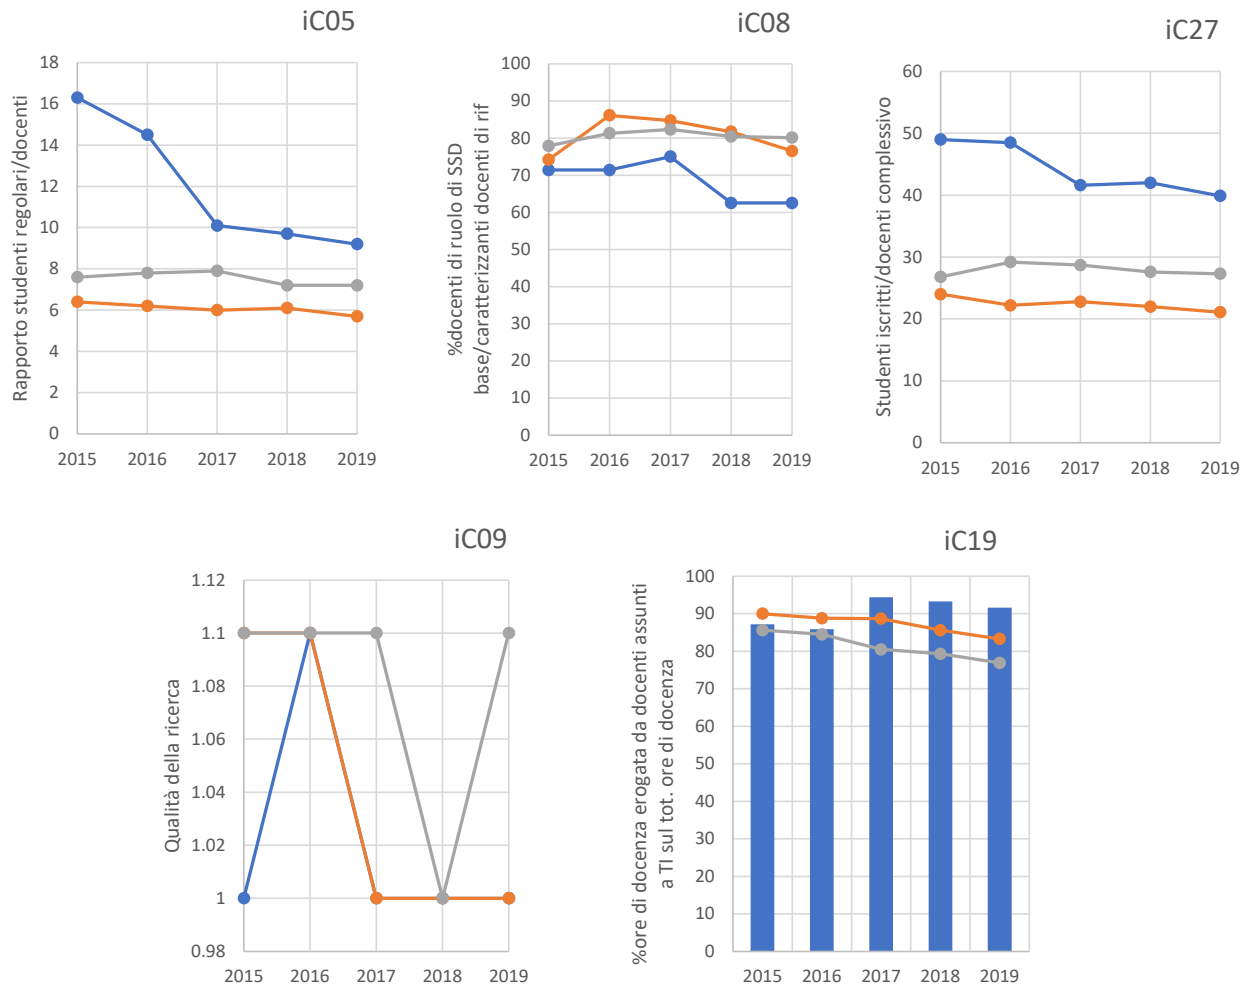 iC05
Rapporto studenti regolari/docenti
18
16
14
12
10
8
6
4
2
0
2015 2016 2017 2018 2019
iC08
%docenti di ruolo di SSD
base/caratterizzanti docenti di rif
100
90
80
70
60
50
40
30
20
10
0
2015 2016 2017 2018 2019
iC27
Studenti iscritti/docenti complessivo
60
50
40
30
20
10
0
2015 2016 2017 2018 2019
iC09
Qualità della ricerca
1.12
1.1
1.08
1.06
1.04
1.02
1
0.98
2015 2016 2017 2018 2019
iC19
%ore di docenza erogata da docenti assunti
a TI sul tot. ore di docenza
100
90
80
70
60
50
40
30
20
10
0
2015 2016 2017 2018 2019